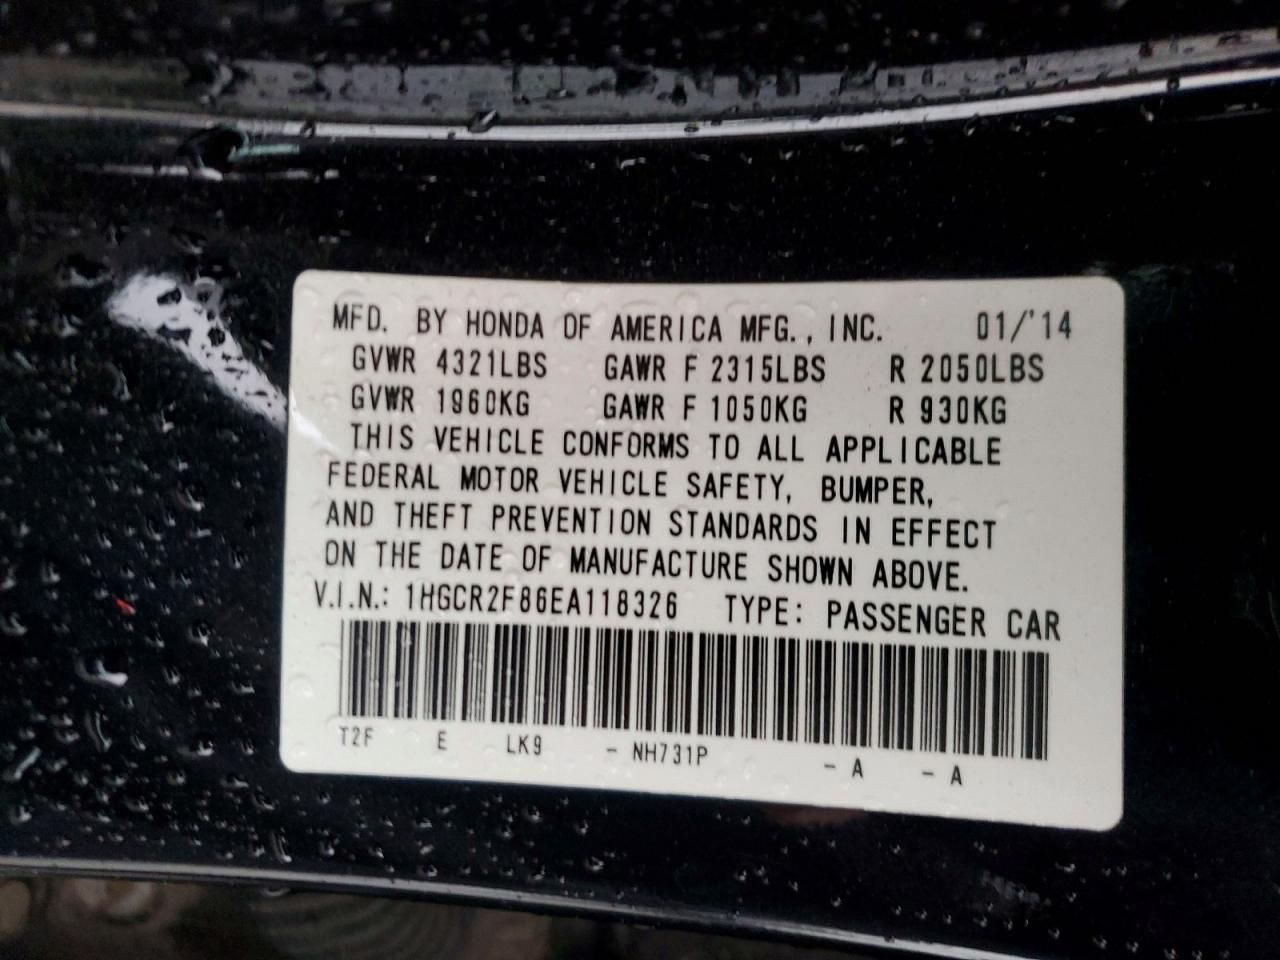 MFD. BY HONDA OF AMERICA MFG., INC. 01/'14
GVWR 4321LBS GAWR F 2315LBS R 2050LBS
GVWR 1960KG GAWR F 1050KG R 930KG
THIS VEHICLE CONFORMS TO ALL APPLICABLE
FEDERAL MOTOR VEHICLE SAFETY, BUMPER,
AND THEFT PREVENTION STANDARDS IN EFFECT
ON THE DATE OF MANUFACTURE SHOWN ABOVE.
V.I.N.: 1HGCR2F86EA118326 TYPE: PASSENGER CAR
T2F E LK9 - NH731P - A - A